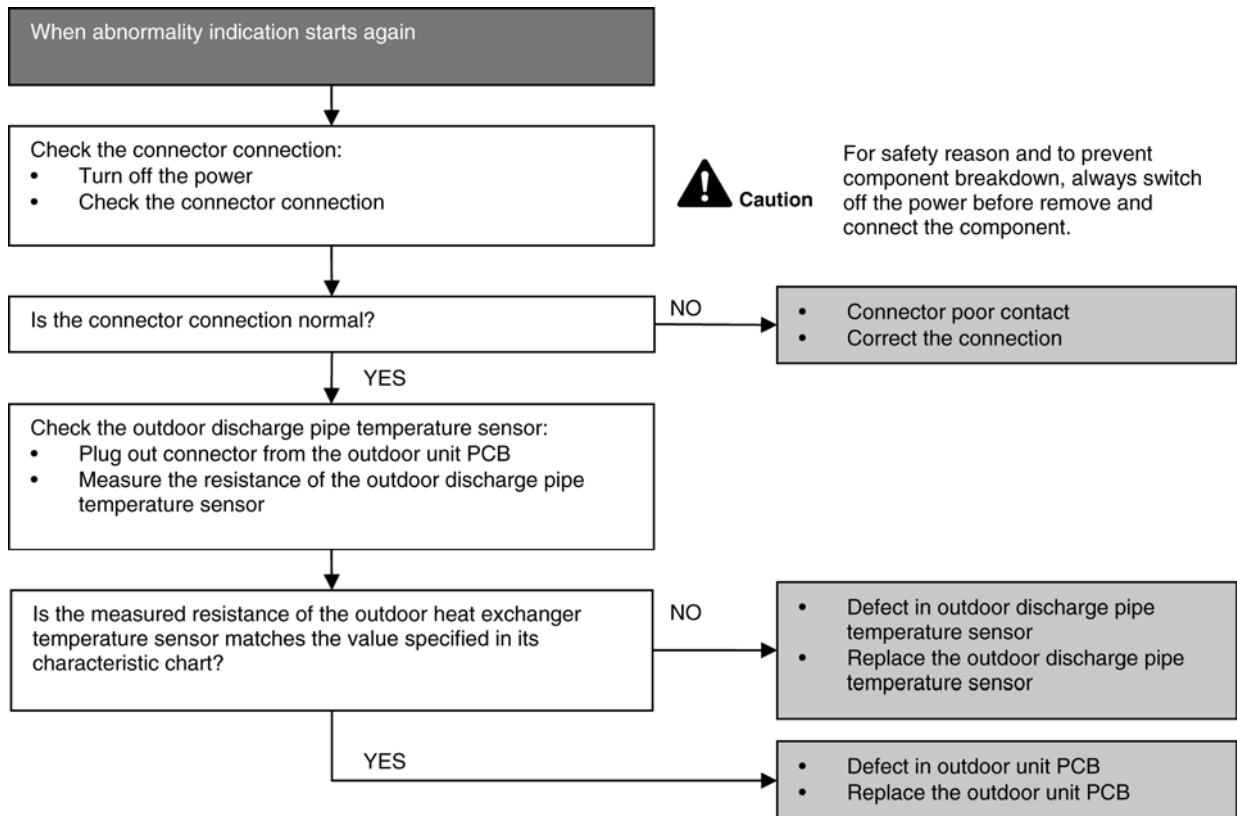 When abnormality indication starts again
Check the connector connection:
• Turn off the power
• Check the connector connection
Caution
For safety reason and to prevent
component breakdown, always switch
off the power before remove and
connect the component.
Is the connector connection normal?
NO
• Connector poor contact
• Correct the connection
YES
Check the outdoor discharge pipe temperature sensor:
• Plug out connector from the outdoor unit PCB
• Measure the resistance of the outdoor discharge pipe
temperature sensor
Is the measured resistance of the outdoor heat exchanger
temperature sensor matches the value specified in its
characteristic chart?
NO
• Defect in outdoor discharge pipe
temperature sensor
• Replace the outdoor discharge pipe
temperature sensor
YES
• Defect in outdoor unit PCB
• Replace the outdoor unit PCB